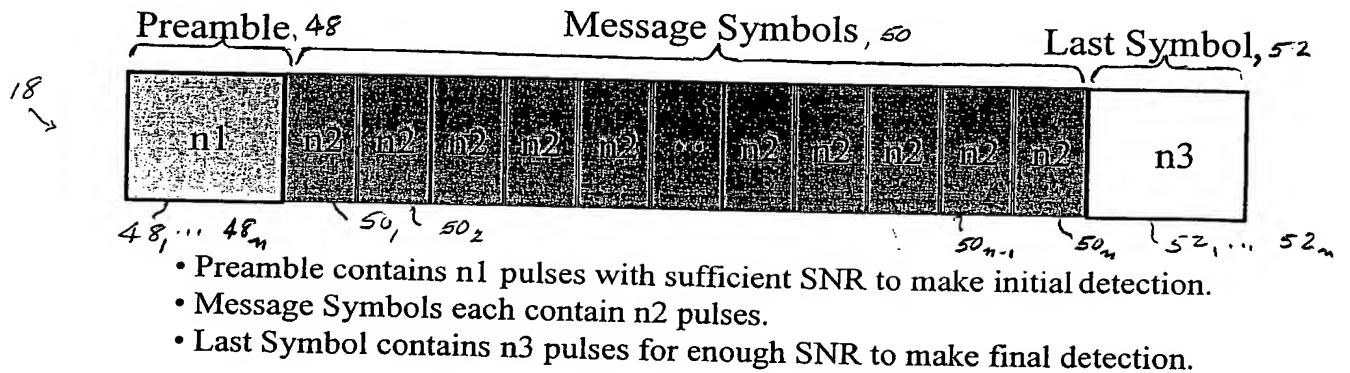 Preamble, 48 Message Symbols, 50 Last Symbol, 52
18
n1 n2 n2 n2 n2 n2 ∞ n2 n2 n2 n2 n2 n3
48₁ ... 48ₙ 50₁ 50₂ 50ₙ₋₁ 50ₙ 52₁ ... 52ₙ
• Preamble contains n1 pulses with sufficient SNR to make initial detection.
• Message Symbols each contain n2 pulses.
• Last Symbol contains n3 pulses for enough SNR to make final detection.